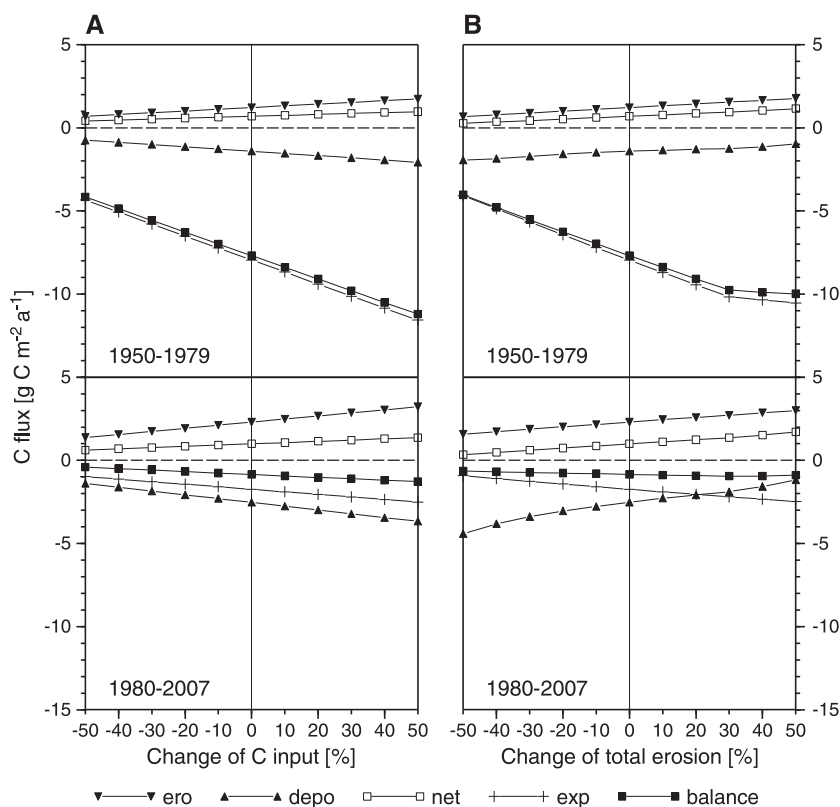 A
B
C flux [g C m⁻² a⁻¹]
5
0
-5
-10
1950-1979
1950-1979
5
0
-5
-10
5
0
-5
-10
-15
1980-2007
1980-2007
5
0
-5
-10
-15
-50 -40 -30 -20 -10 0 10 20 30 40 50
-50 -40 -30 -20 -10 0 10 20 30 40 50
Change of C input [%]
Change of total erosion [%]
ero depo net exp balance